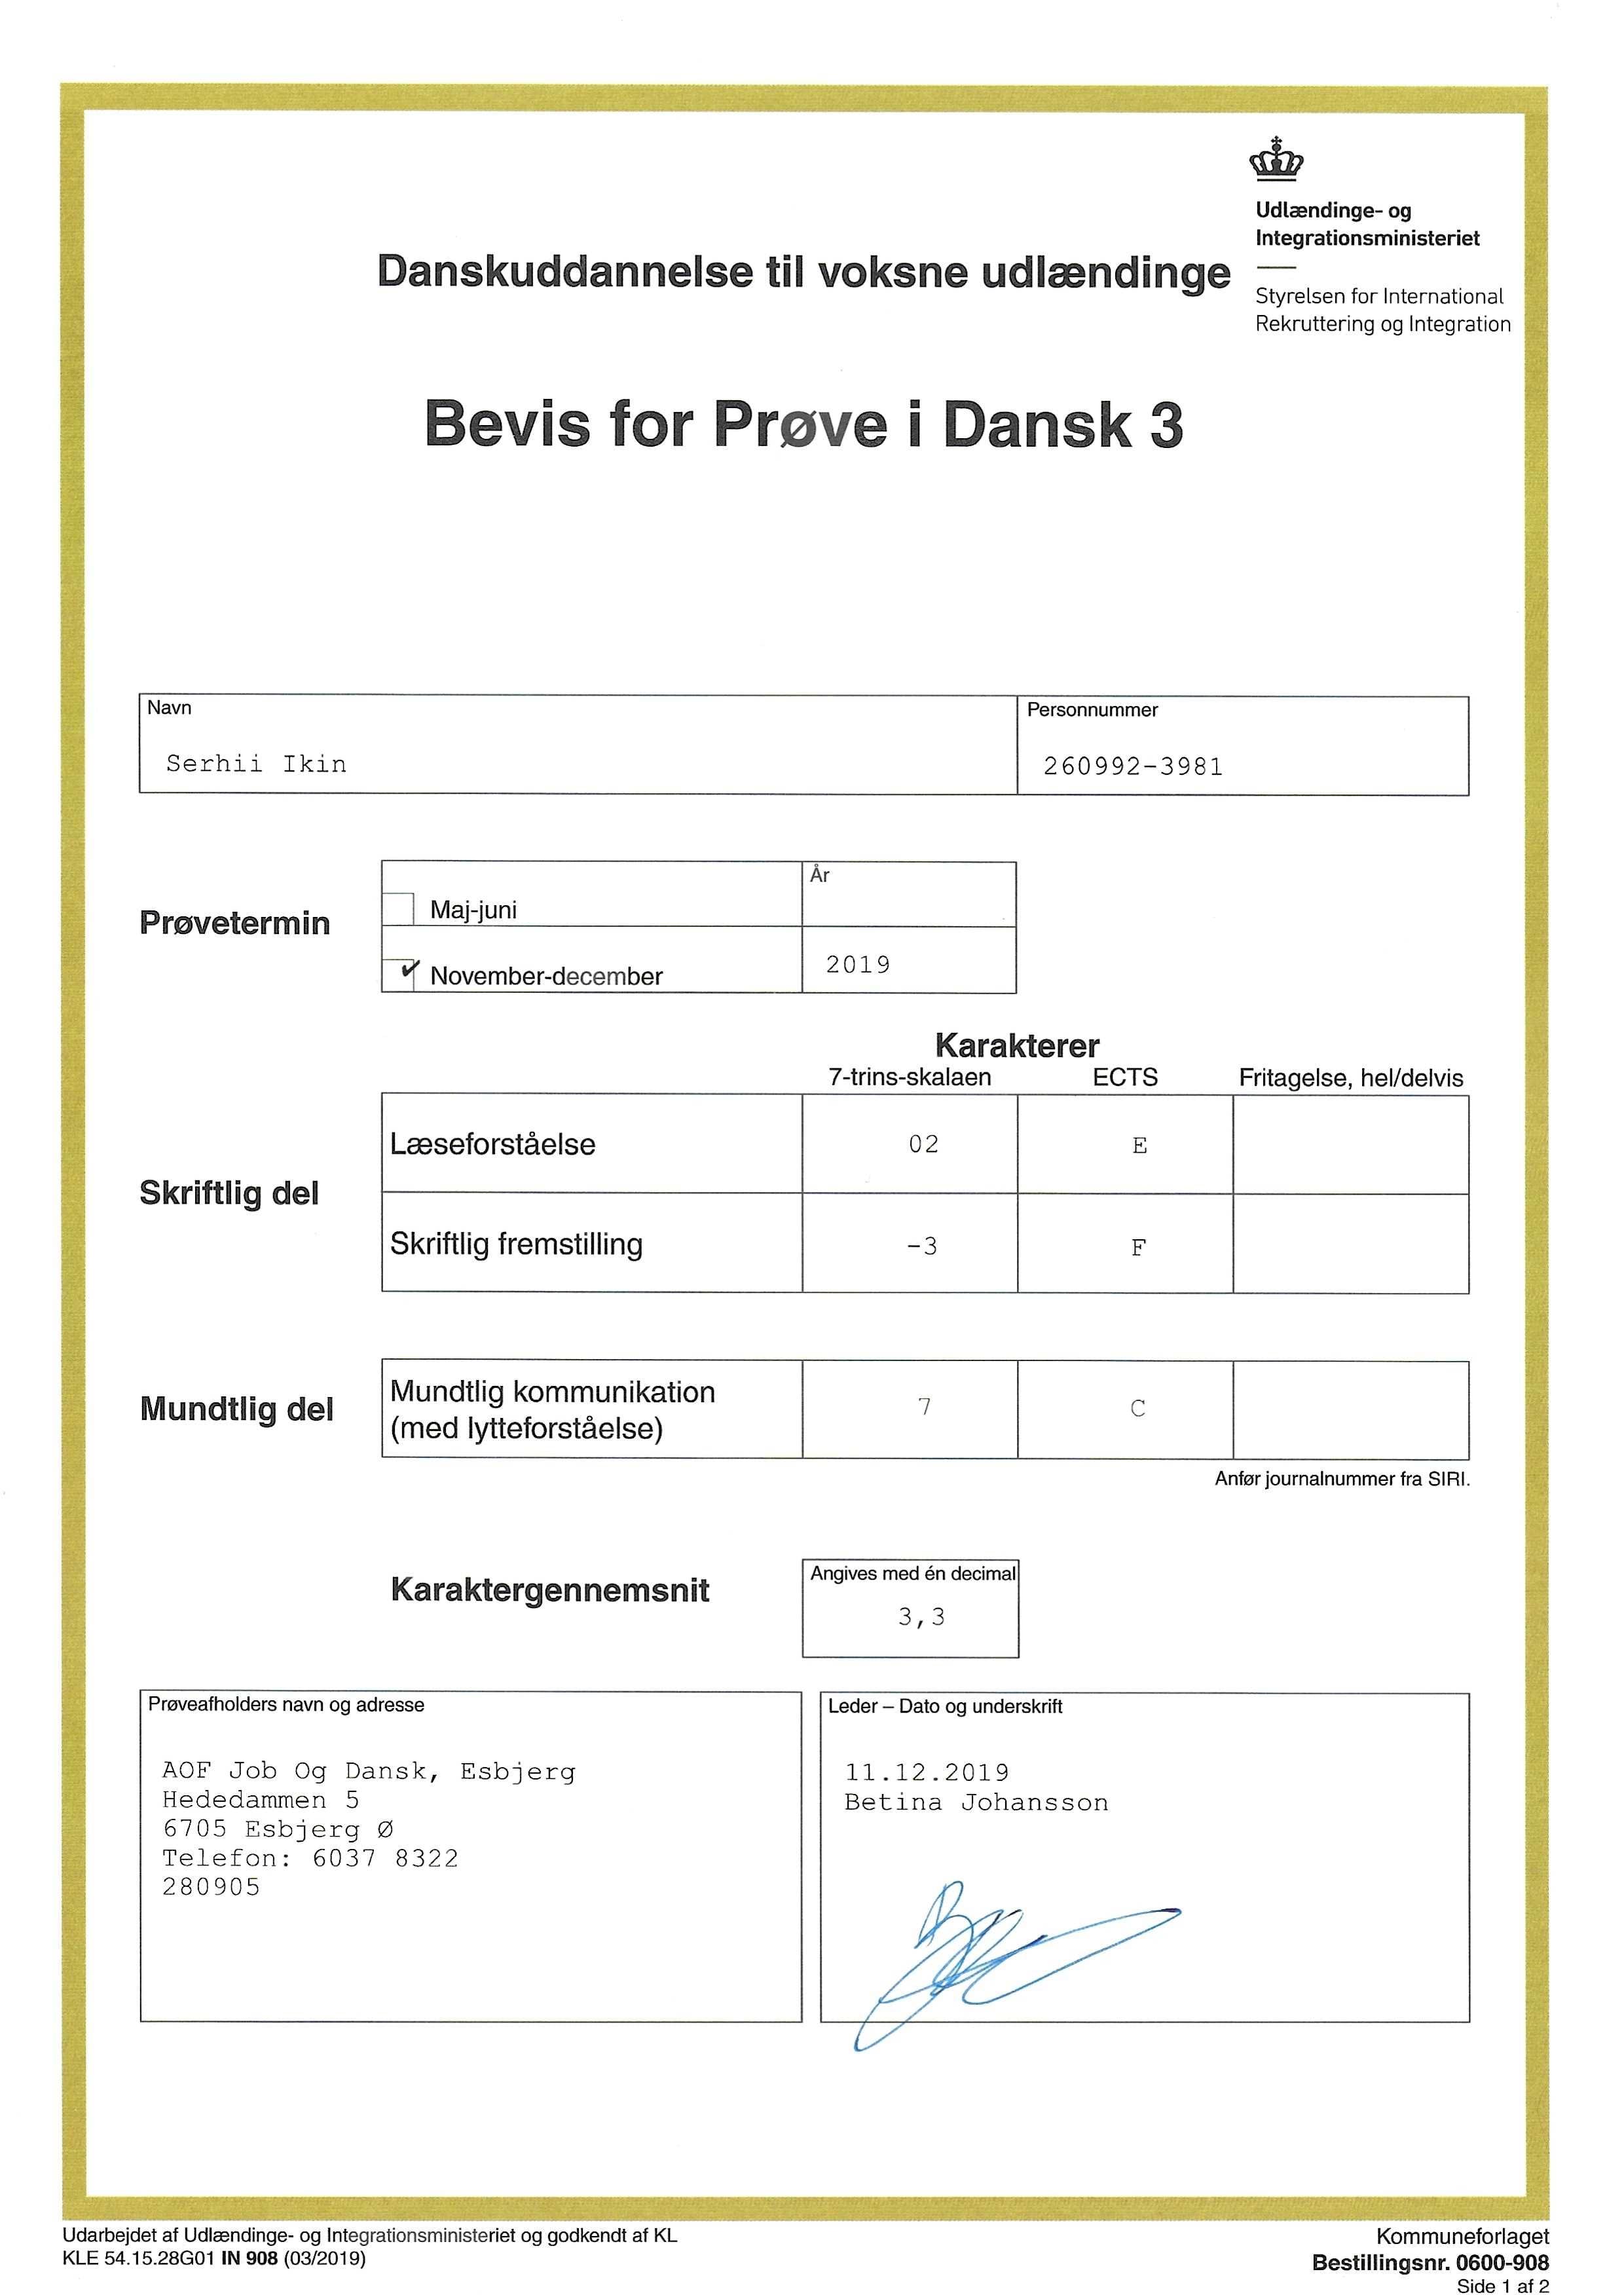 Udlændinge- og
Integrationsministeriet
Styrelsen for International
Rekruttering og Integration
Danskuddannelse til voksne udlændinge
Bevis for Prøve i Dansk 3
Navn
Serhii Ikin
Personnummer
260992-3981
Prøvetermin
År
Maj-juni
November-december
2019
Karakterer
7-trins-skalaen ECTS Fritagelse, hel/delvis
Skriftlig del
Læseforståelse 02 E
Skriftlig fremstilling -3 F
Mundtlig del
Mundtlig kommunikation
(med lytteforståelse)
7 C
Anfør journalnummer fra SIRI.
Karaktergennemsnit
Angives med én decimal
3,3
Prøveafholders navn og adresse
AOF Job Og Dansk, Esbjerg
Hededammen 5
6705 Esbjerg Ø
Telefon: 6037 8322
280905
Leder – Dato og underskrift
11.12.2019
Betina Johansson
Udarbejdet af Udlændinge- og Integrationsministeriet og godkendt af KL
KLE 54.15.28G01 IN 908 (03/2019)
Kommuneforlaget
Bestillingsnr. 0600-908
Side 1 af 2